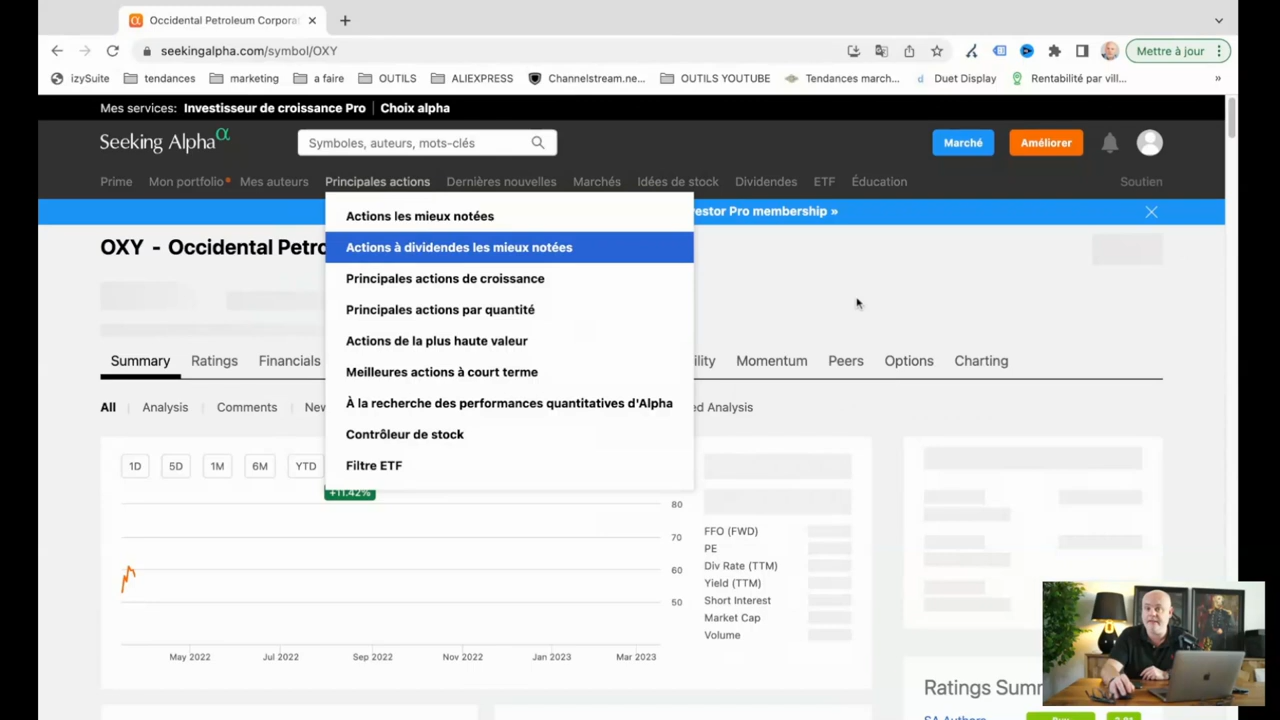 Occidental Petroleum Corpora
seekingalpha.com/symbol/OXY
Mettre à jour
izySuite
tendances
marketing
a faire
OUTILS
ALIEXPRESS
Channelstream.ne...
OUTILS YOUTUBE
Tendances march...
Duet Display
Rentabilité par vill...
Mes services: Investisseur de croissance Pro | Choix alpha
Seeking Alpha α
Symboles, auteurs, mots-clés
Marché
Améliorer
Prime
Mon portfolio
Mes auteurs
Principales actions
Dernières nouvelles
Marchés
Idées de stock
Dividendes
ETF
Éducation
Soutien
vestor Pro membership »
Actions les mieux notées
Actions à dividendes les mieux notées
Principales actions de croissance
Principales actions par quantité
Actions de la plus haute valeur
Meilleures actions à court terme
À la recherche des performances quantitatives d'Alpha
Contrôleur de stock
Filtre ETF
OXY - Occidental Petro
Summary
Ratings
Financials
ility
Momentum
Peers
Options
Charting
All
Analysis
Comments
New
ed Analysis
1D
5D
1M
6M
YTD
+11.42%
80
70
60
50
May 2022
Jul 2022
Sep 2022
Nov 2022
Jan 2023
Mar 2023
FFO (FWD)
PE
Div Rate (TTM)
Yield (TTM)
Short Interest
Market Cap
Volume
Ratings Summ
SA Authors
Buy